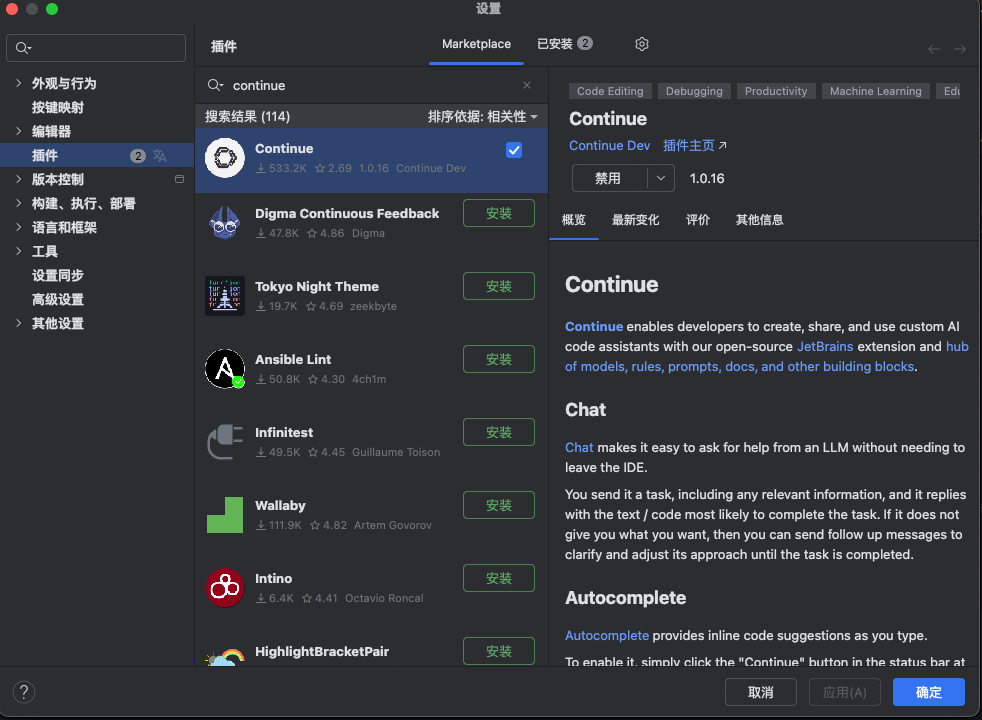 设置
插件
Marketplace
已安装 2
外观与行为
按键映射
编辑器
插件 2
版本控制
构建、执行、部署
语言和框架
工具
设置同步
高级设置
其他设置
continue
搜索结果 (114)
排序依据: 相关性
Continue
533.2K 2.69 1.0.16 Continue Dev
Digma Continuous Feedback
47.8K 4.86 Digma
安装
Tokyo Night Theme
19.7K 4.69 zeekbyte
安装
Ansible Lint
50.8K 4.30 4ch1m
安装
Infinitest
49.5K 4.45 Guillaume Toison
安装
Wallaby
111.9K 4.82 Artem Govorov
安装
Intino
6.4K 4.41 Octavio Roncal
安装
HighlightBracketPair
安装
Code Editing Debugging Productivity Machine Learning Edu
Continue
Continue Dev 插件主页
禁用 1.0.16
概览 最新变化 评价 其他信息
Continue
Continue enables developers to create, share, and use custom AI
code assistants with our open-source JetBrains extension and hub
of models, rules, prompts, docs, and other building blocks.
Chat
Chat makes it easy to ask for help from an LLM without needing to
leave the IDE.
You send it a task, including any relevant information, and it replies
with the text / code most likely to complete the task. If it does not
give you what you want, then you can send follow up messages to
clarify and adjust its approach until the task is completed.
Autocomplete
Autocomplete provides inline code suggestions as you type.
To enable it, simply click the "Continue" button in the status bar at
?
取消
应用(A)
确定